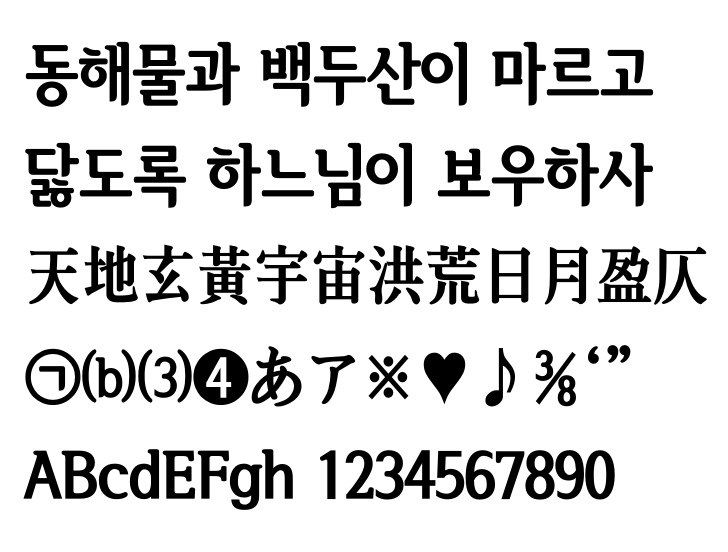 동해물과 백두산이 마르고
닳도록 하느님이 보우하사
天地玄黃宇宙洪荒日月盈仄
㉠⒝⑶❹あア※♥♪⅜‘”
ABcdEFgh 1234567890